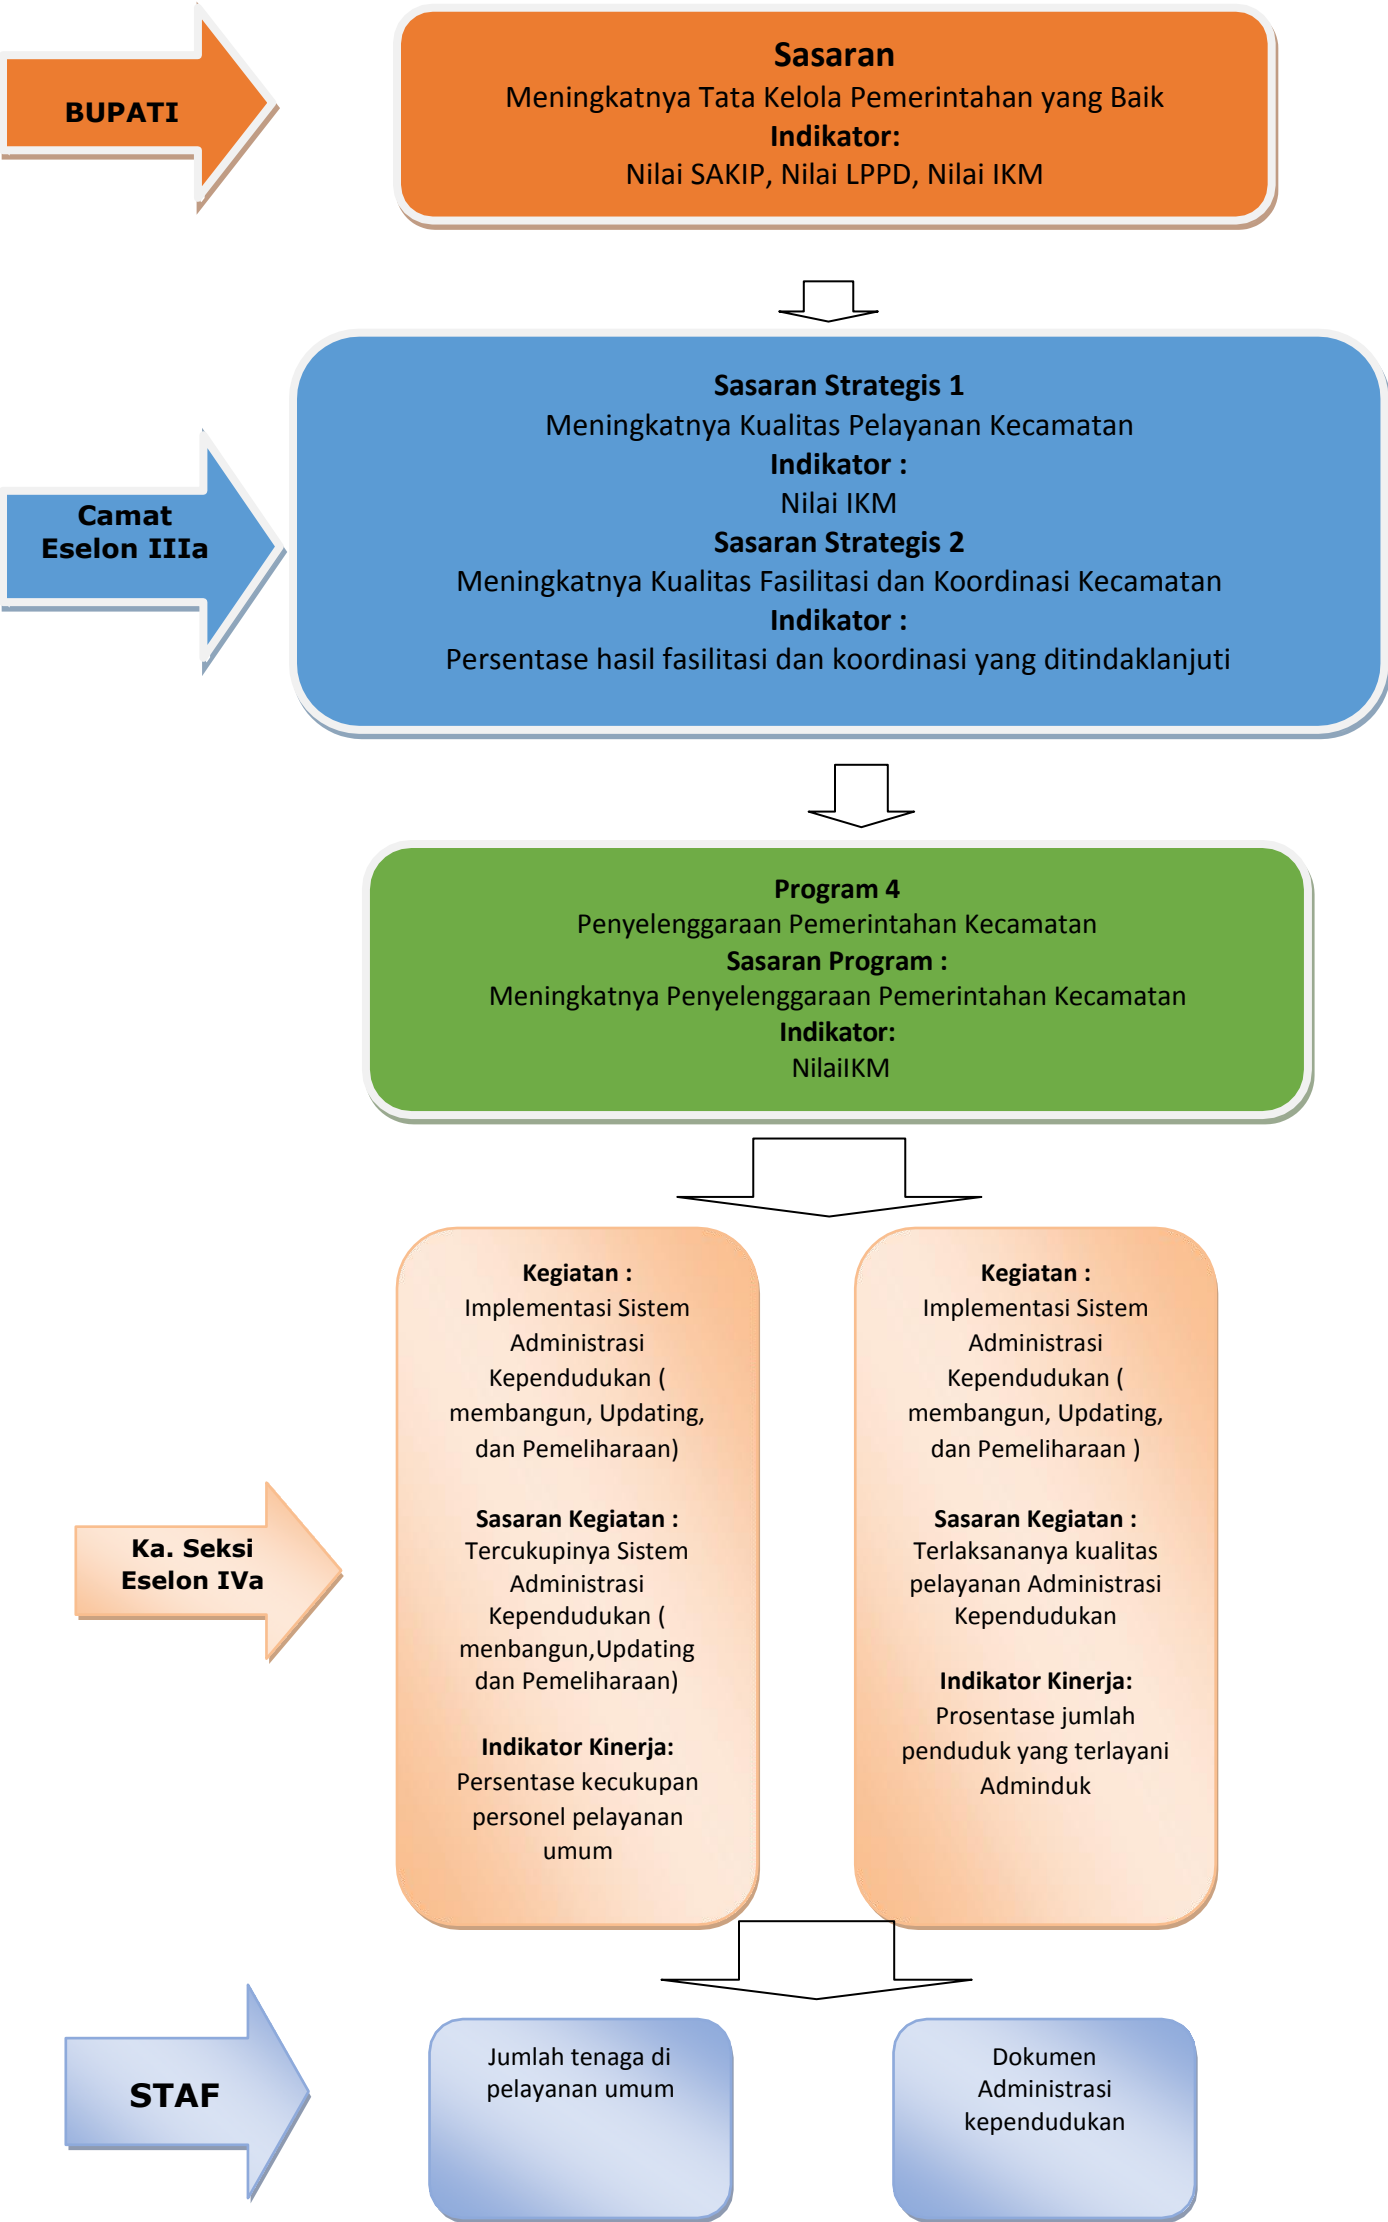 BUPATI
Sasaran
Meningkatnya Tata Kelola Pemerintahan yang Baik
Indikator:
Nilai SAKIP, Nilai LPPD, Nilai IKM
Camat
Eselon IIIa
Sasaran Strategis 1
Meningkatnya Kualitas Pelayanan Kecamatan
Indikator :
Nilai IKM
Sasaran Strategis 2
Meningkatnya Kualitas Fasilitasi dan Koordinasi Kecamatan
Indikator :
Persentase hasil fasilitasi dan koordinasi yang ditindaklanjuti
Program 4
Penyelenggaraan Pemerintahan Kecamatan
Sasaran Program :
Meningkatnya Penyelenggaraan Pemerintahan Kecamatan
Indikator:
NilaiIKM
Ka. Seksi
Eselon IVa
Kegiatan :
Implementasi Sistem
Administrasi
Kependudukan (
membangun, Updating,
dan Pemeliharaan)
Sasaran Kegiatan :
Tercukupinya Sistem
Administrasi
Kependudukan (
menbangun,Updating
dan Pemeliharaan)
Indikator Kinerja:
Persentase kecukupan
personel pelayanan
umum
Kegiatan :
Implementasi Sistem
Administrasi
Kependudukan (
membangun, Updating,
dan Pemeliharaan )
Sasaran Kegiatan :
Terlaksananya kualitas
pelayanan Administrasi
Kependudukan
Indikator Kinerja:
Prosentase jumlah
penduduk yang terlayani
Adminduk
STAF
Jumlah tenaga di
pelayanan umum
Dokumen
Administrasi
kependudukan